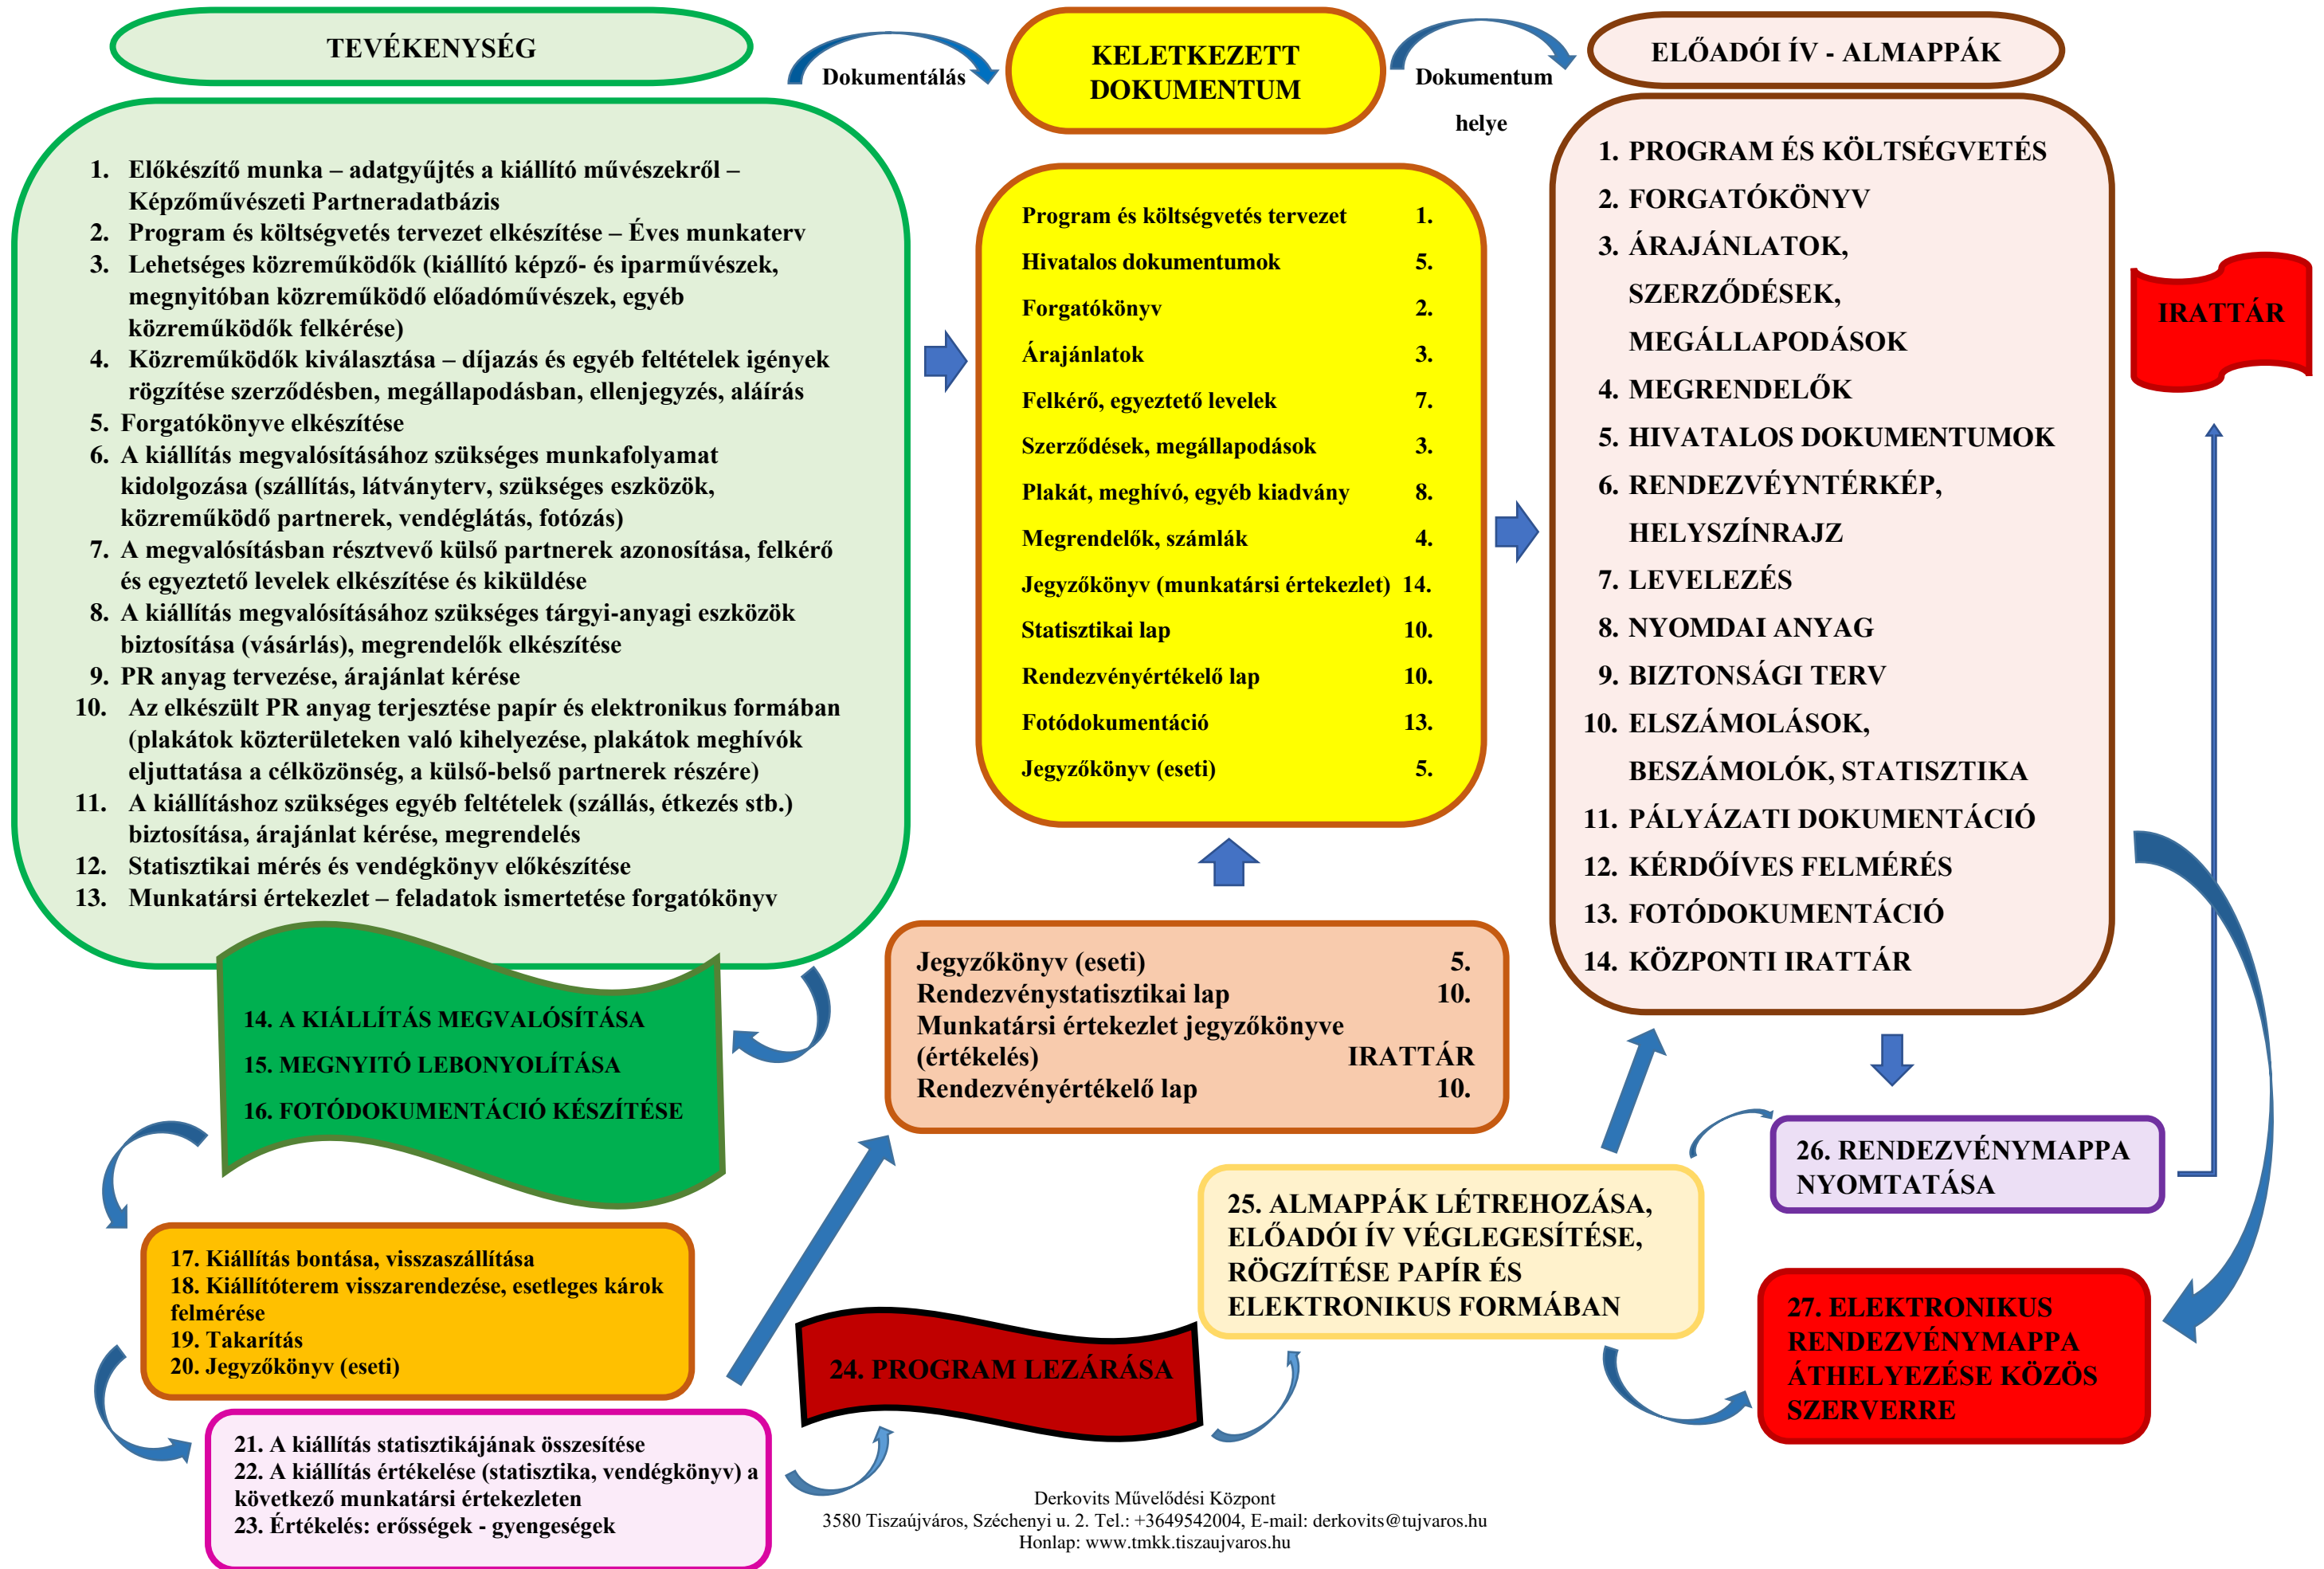 TEVÉKENYSÉG
Dokumentálás
KELETKEZETT
DOKUMENTUM
Dokumentum
helye
ELŐADÓI ÍV - ALMAPPÁK
1. Előkészítő munka – adatgyűjtés a kiállító művészekről –
Képzőművészeti Partneradatbázis
2. Program és költségvetés tervezet elkészítése – Éves munkaterv
3. Lehetséges közreműködők (kiállító képző- és iparművészek,
megnyitóban közreműködő előadóművészek, egyéb
közreműködők felkérése)
4. Közreműködők kiválasztása – díjazás és egyéb feltételek igények
rögzítése szerződésben, megállapodásban, ellenjegyzés, aláírás
5. Forgatókönyve elkészítése
6. A kiállítás megvalósításához szükséges munkafolyamat
kidolgozása (szállítás, látványterv, szükséges eszközök,
közreműködő partnerek, vendéglátás, fotózás)
7. A megvalósításban résztvevő külső partnerek azonosítása, felkérő
és egyeztető levelek elkészítése és kiküldése
8. A kiállítás megvalósításához szükséges tárgyi-anyagi eszközök
biztosítása (vásárlás), megrendelők elkészítése
9. PR anyag tervezése, árajánlat kérése
10. Az elkészült PR anyag terjesztése papír és elektronikus formában
(plakátok közterületeken való kihelyezése, plakátok meghívók
eljuttatása a célközönség, a külső-belső partnerek részére)
11. A kiállításhoz szükséges egyéb feltételek (szállás, étkezés stb.)
biztosítása, árajánlat kérése, megrendelés
12. Statisztikai mérés és vendégkönyv előkészítése
13. Munkatársi értekezlet – feladatok ismertetése forgatókönyv
Program és költségvetés tervezet 1.
Hivatalos dokumentumok 5.
Forgatókönyv 2.
Árajánlatok 3.
Felkérő, egyeztető levelek 7.
Szerződések, megállapodások 3.
Plakát, meghívó, egyéb kiadvány 8.
Megrendelők, számlák 4.
Jegyzőkönyv (munkatársi értekezlet) 14.
Statisztikai lap 10.
Rendezvényértékelő lap 10.
Fotódokumentáció 13.
Jegyzőkönyv (eseti) 5.
1. PROGRAM ÉS KÖLTSÉGVETÉS
2. FORGATÓKÖNYV
3. ÁRAJÁNLATOK,
SZERZŐDÉSEK,
MEGÁLLAPODÁSOK
4. MEGRENDELŐK
5. HIVATALOS DOKUMENTUMOK
6. RENDEZVÉYNTÉRKÉP,
HELYSZÍNRAJZ
7. LEVELEZÉS
8. NYOMDAI ANYAG
9. BIZTONSÁGI TERV
10. ELSZÁMOLÁSOK,
BESZÁMOLÓK, STATISZTIKA
11. PÁLYÁZATI DOKUMENTÁCIÓ
12. KÉRDŐÍVES FELMÉRÉS
13. FOTÓDOKUMENTÁCIÓ
14. KÖZPONTI IRATTÁR
IRATTÁR
14. A KIÁLLÍTÁS MEGVALÓSÍTÁSA
15. MEGNYITÓ LEBONYOLÍTÁSA
16. FOTÓDOKUMENTÁCIÓ KÉSZÍTÉSE
Jegyzőkönyv (eseti) 5.
Rendezvénystatisztikai lap 10.
Munkatársi értekezlet jegyzőkönyve
(értékelés) IRATTÁR
Rendezvényértékelő lap 10.
17. Kiállítás bontása, visszaszállítása
18. Kiállítóterem visszarendezése, esetleges károk
felmérése
19. Takarítás
20. Jegyzőkönyv (eseti)
21. A kiállítás statisztikájának összesítése
22. A kiállítás értékelése (statisztika, vendégkönyv) a
következő munkatársi értekezleten
23. Értékelés: erősségek - gyengeségek
24. PROGRAM LEZÁRÁSA
25. ALMAPPÁK LÉTREHOZÁSA,
ELŐADÓI ÍV VÉGLEGESÍTÉSE,
RÖGZÍTÉSE PAPÍR ÉS
ELEKTRONIKUS FORMÁBAN
26. RENDEZVÉNYMAPPA
NYOMTATÁSA
27. ELEKTRONIKUS
RENDEZVÉNYMAPPA
ÁTHELYEZÉSE KÖZÖS
SZERVERRE
Derkovits Művelődési Központ
3580 Tiszaújváros, Széchenyi u. 2. Tel.: +3649542004, E-mail: derkovits@tujvaros.hu
Honlap: www.tmkk.tiszaujvaros.hu